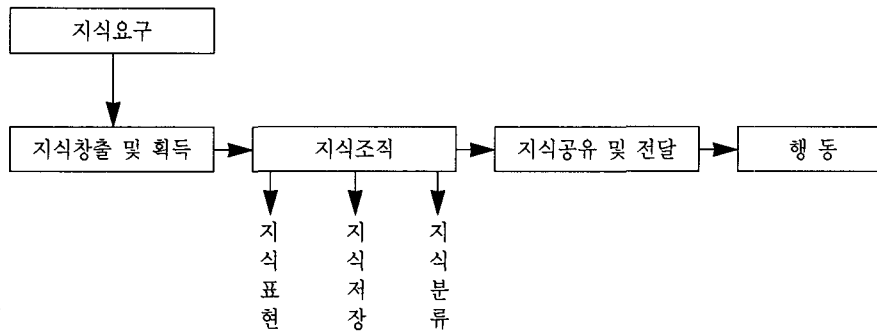 지식요구
지식창출 및 획득
지식조직
지식공유 및 전달
행 동
지식표현
지식저장
지식분류